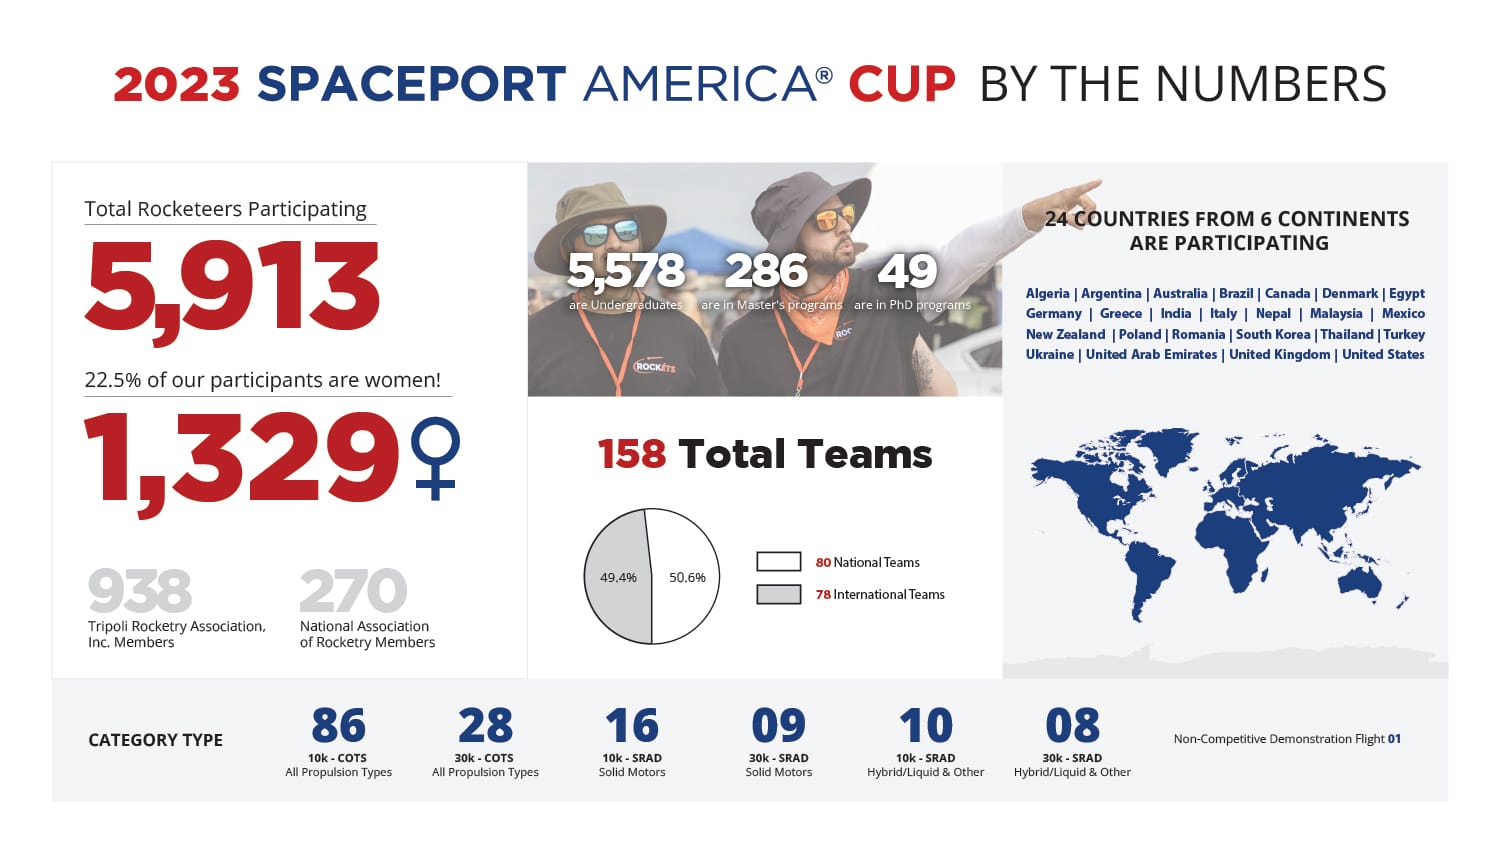 2023 SPACEPORT AMERICA® CUP BY THE NUMBERS
Total Rocketeers Participating
5,913
22.5% of our participants are women!
1,329
938
Tripoli Rocketry Association,
Inc. Members
270
National Association
of Rocketry Members
5,578
are Undergraduates
286
are in Master's programs
49
are in PhD programs
ROCKETS
ROC
158 Total Teams
49.4%
50.6%
80 National Teams
78 International Teams
24 COUNTRIES FROM 6 CONTINENTS
ARE PARTICIPATING
Algeria | Argentina | Australia | Brazil | Canada | Denmark | Egypt
Germany | Greece | India | Italy | Nepal | Malaysia | Mexico
New Zealand | Poland | Romania | South Korea | Thailand | Turkey
Ukraine | United Arab Emirates | United Kingdom | United States
CATEGORY TYPE
86
10k - COTS
All Propulsion Types
28
30k - COTS
All Propulsion Types
16
10k - SRAD
Solid Motors
09
30k - SRAD
Solid Motors
10
10k - SRAD
Hybrid/Liquid & Other
08
30k - SRAD
Hybrid/Liquid & Other
Non-Competitive Demonstration Flight 01